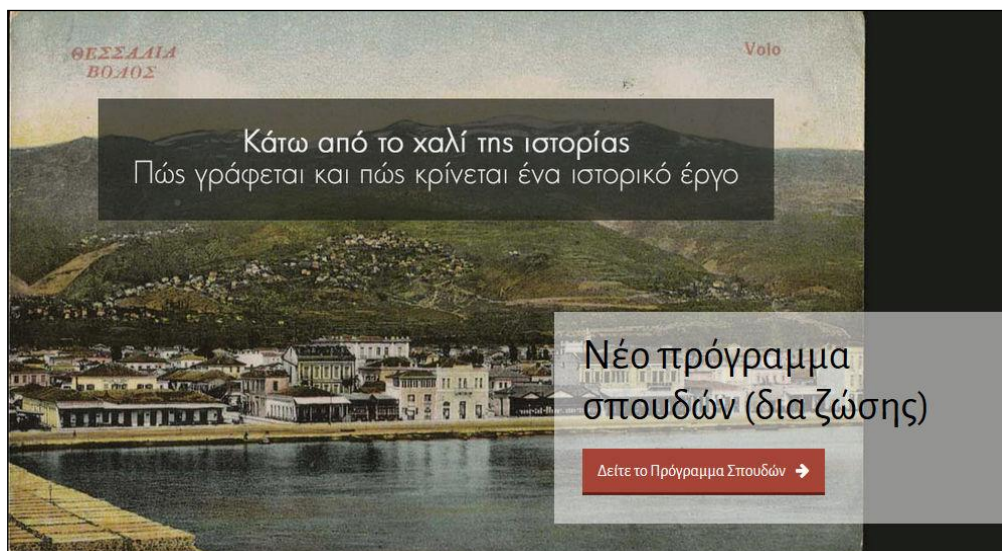 ΘΕΣΣΑΛΙΑ
ΒΟΛΟΣ
Volo
Κάτω από το χαλί της ιστορίας
Πώς γράφεται και πώς κρίνεται ένα ιστορικό έργο
Νέο πρόγραμμα
σπουδών (δια ζώσης)
Δείτε το Πρόγραμμα Σπουδών